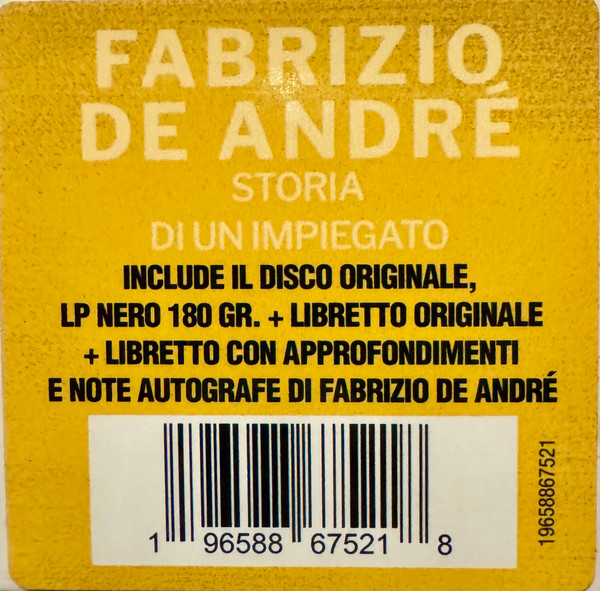 FABRIZIO
DE ANDRÉ
STORIA
DI UN IMPIEGATO
INCLUDE IL DISCO ORIGINALE,
LP NERO 180 GR. + LIBRETTO ORIGINALE
+ LIBRETTO CON APPROFONDIMENTI
E NOTE AUTOGRAFE DI FABRIZIO DE ANDRÉ
1 96588 67521 8
19658867521